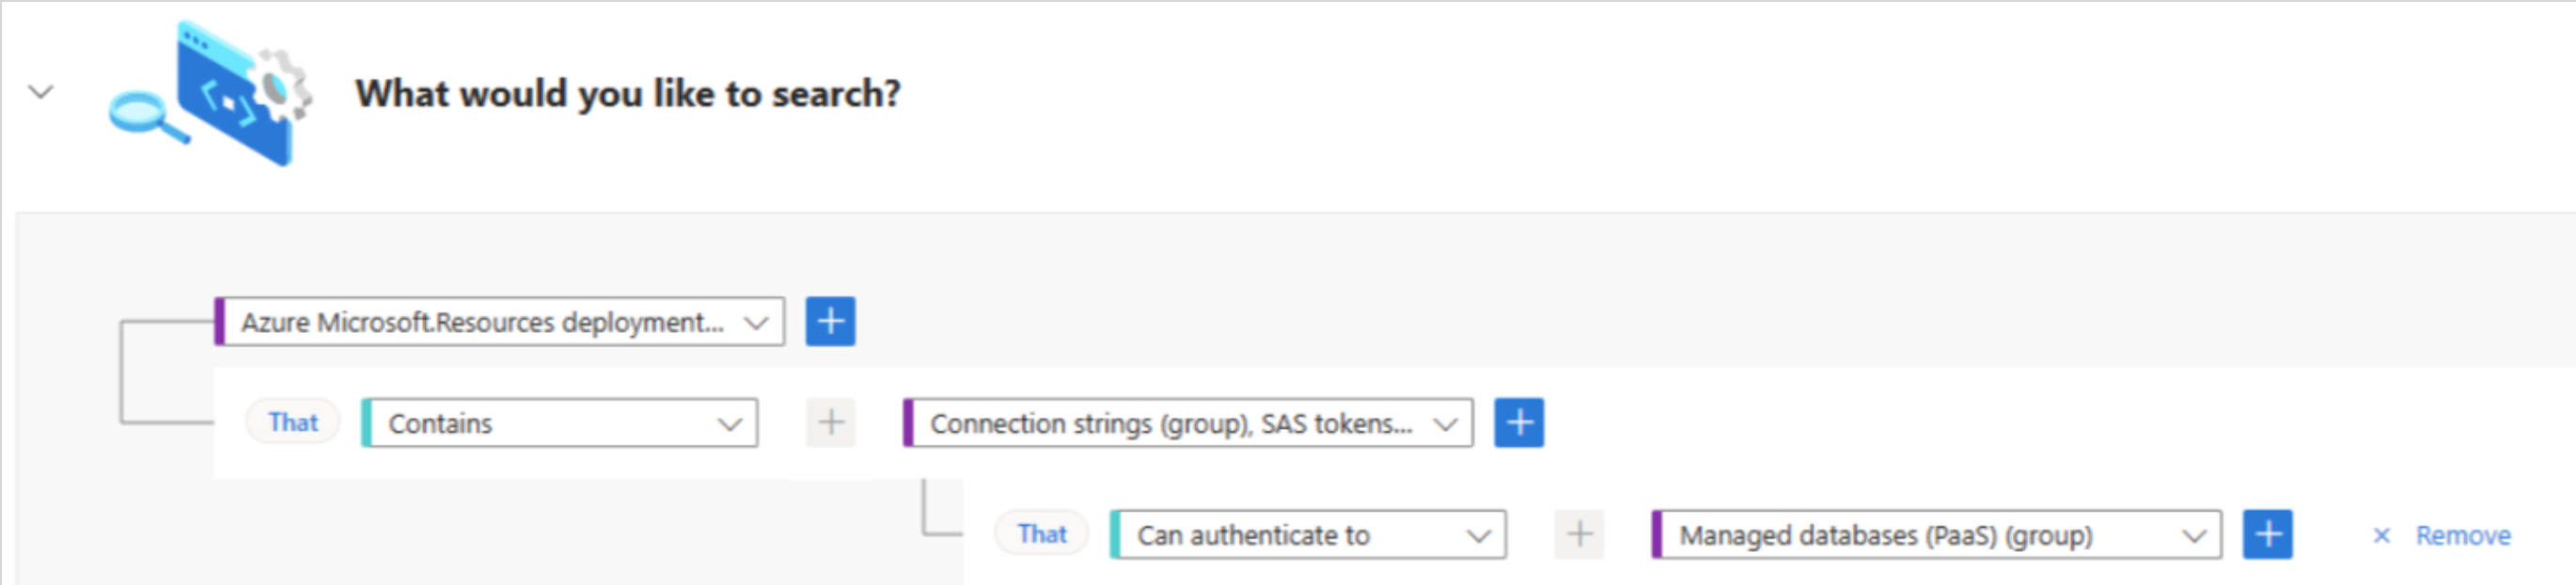 What would you like to search?
Azure Microsoft.Resources deployment...
That Contains Connection strings (group), SAS tokens...
That Can authenticate to Managed databases (PaaS) (group) Remove